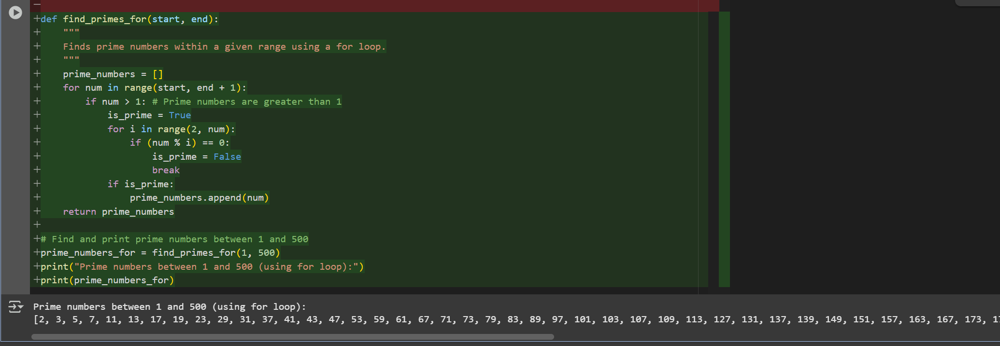 -
+def find_primes_for(start, end):
+    """
+    Finds prime numbers within a given range using a for loop.
+    """
+    prime_numbers = []
+    for num in range(start, end + 1):
+        if num > 1: # Prime numbers are greater than 1
+            is_prime = True
+            for i in range(2, num):
+                if (num % i) == 0:
+                    is_prime = False
+                    break
+            if is_prime:
+                prime_numbers.append(num)
+    return prime_numbers
+
+# Find and print prime numbers between 1 and 500
+prime_numbers_for = find_primes_for(1, 500)
+print("Prime numbers between 1 and 500 (using for loop):")
+print(prime_numbers_for)
Prime numbers between 1 and 500 (using for loop):
[2, 3, 5, 7, 11, 13, 17, 19, 23, 29, 31, 37, 41, 43, 47, 53, 59, 61, 67, 71, 73, 79, 83, 89, 97, 101, 103, 107, 109, 113, 127, 131, 137, 139, 149, 151, 157, 163, 167, 173,